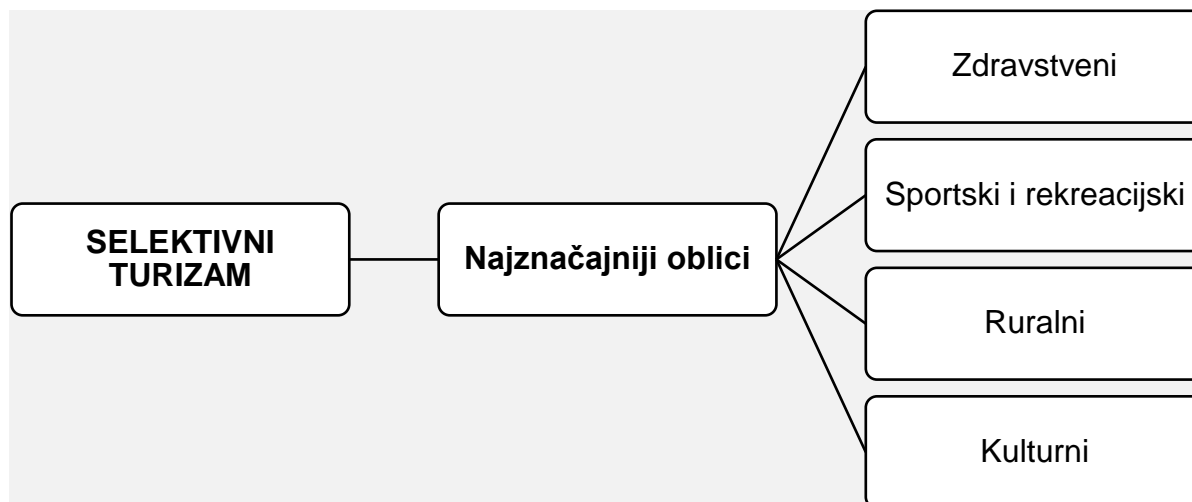 SELEKTIVNI
TURIZAM
Najznačajniji oblici
Zdravstveni
Sportski i rekreacijski
Ruralni
Kulturni